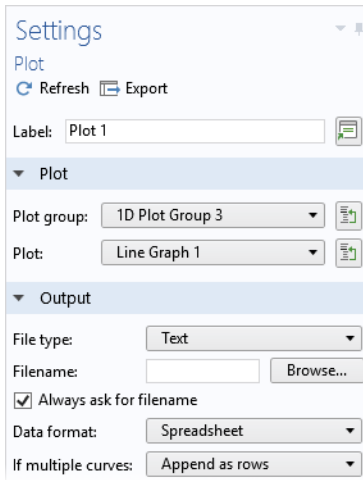 Settings
Plot
Refresh Export
Label: Plot 1
Plot
Plot group: 1D Plot Group 3
Plot: Line Graph 1
Output
File type: Text
Filename: Browse...
Always ask for filename
Data format: Spreadsheet
If multiple curves: Append as rows